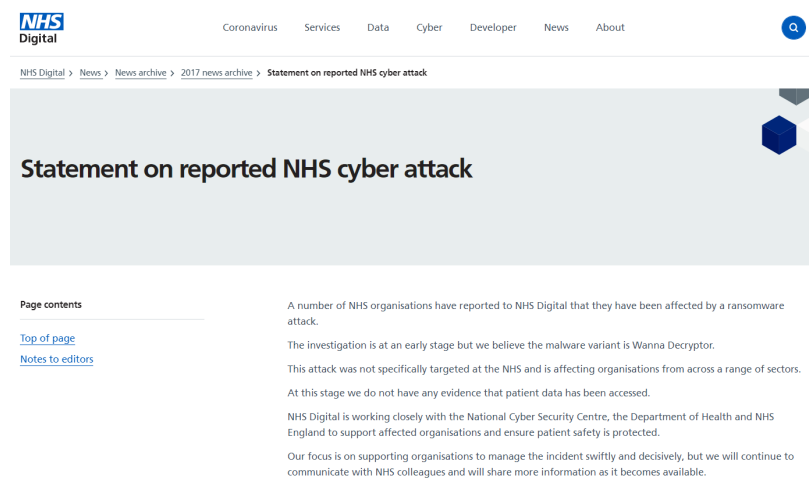 NHS
Digital
Coronavirus Services Data Cyber Developer News About
NHS Digital > News > News archive > 2017 news archive > Statement on reported NHS cyber attack
Statement on reported NHS cyber attack
Page contents
Top of page
Notes to editors
A number of NHS organisations have reported to NHS Digital that they have been affected by a ransomware
attack.
The investigation is at an early stage but we believe the malware variant is Wanna Decryptor.
This attack was not specifically targeted at the NHS and is affecting organisations from across a range of sectors.
At this stage we do not have any evidence that patient data has been accessed.
NHS Digital is working closely with the National Cyber Security Centre, the Department of Health and NHS
England to support affected organisations and ensure patient safety is protected.
Our focus is on supporting organisations to manage the incident swiftly and decisively, but we will continue to
communicate with NHS colleagues and will share more information as it becomes available.